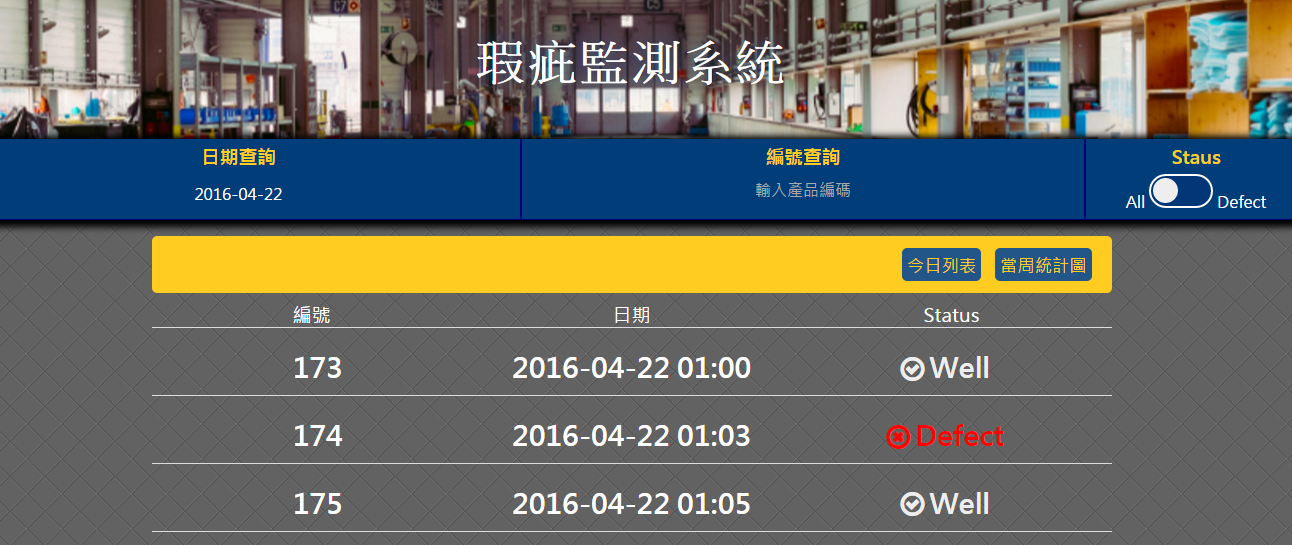 C7
C5
瑕疵監測系統
日期查詢
2016-04-22
編號查詢
輸入產品編碼
Staus
All Defect
今日列表 當周統計圖
編號 日期 Status
173 2016-04-22 01:00 Well
174 2016-04-22 01:03 Defect
175 2016-04-22 01:05 Well